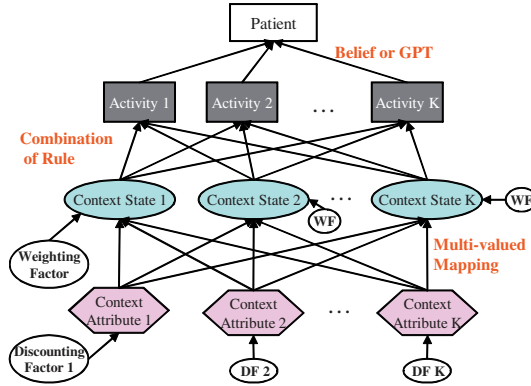 Patient
Belief or GPT
Activity 1
Activity 2
...
Activity K
Combination
of Rule
Context State 1
Context State 2
...
Context State K
WF
WF
Weighting
Factor
Multi-valued
Mapping
Context
Attribute 1
Context
Attribute 2
...
Context
Attribute K
Discounting
Factor 1
DF 2
DF K